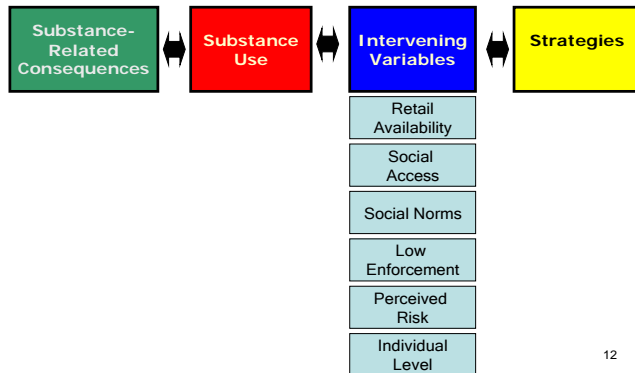 Substance-
Related
Consequences
Substance
Use
Intervening
Variables
Strategies
Retail
Availability
Social
Access
Social Norms
Low
Enforcement
Perceived
Risk
Individual
Level
12